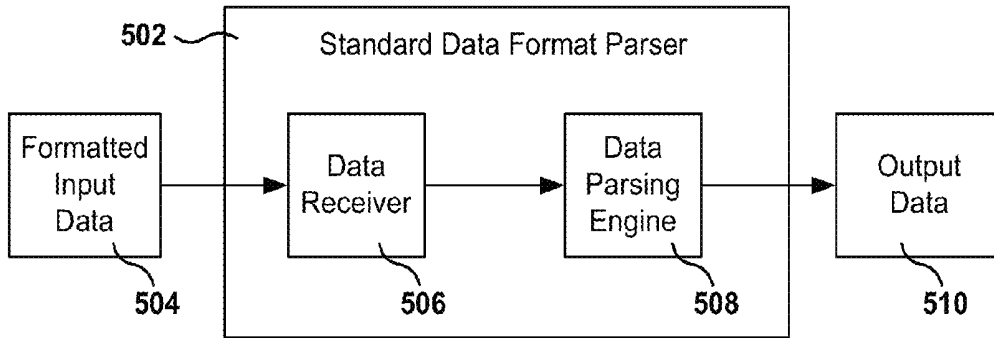 502
Standard Data Format Parser
Formatted
Input
Data
Data
Receiver
Data
Parsing
Engine
Output
Data
504
506
508
510